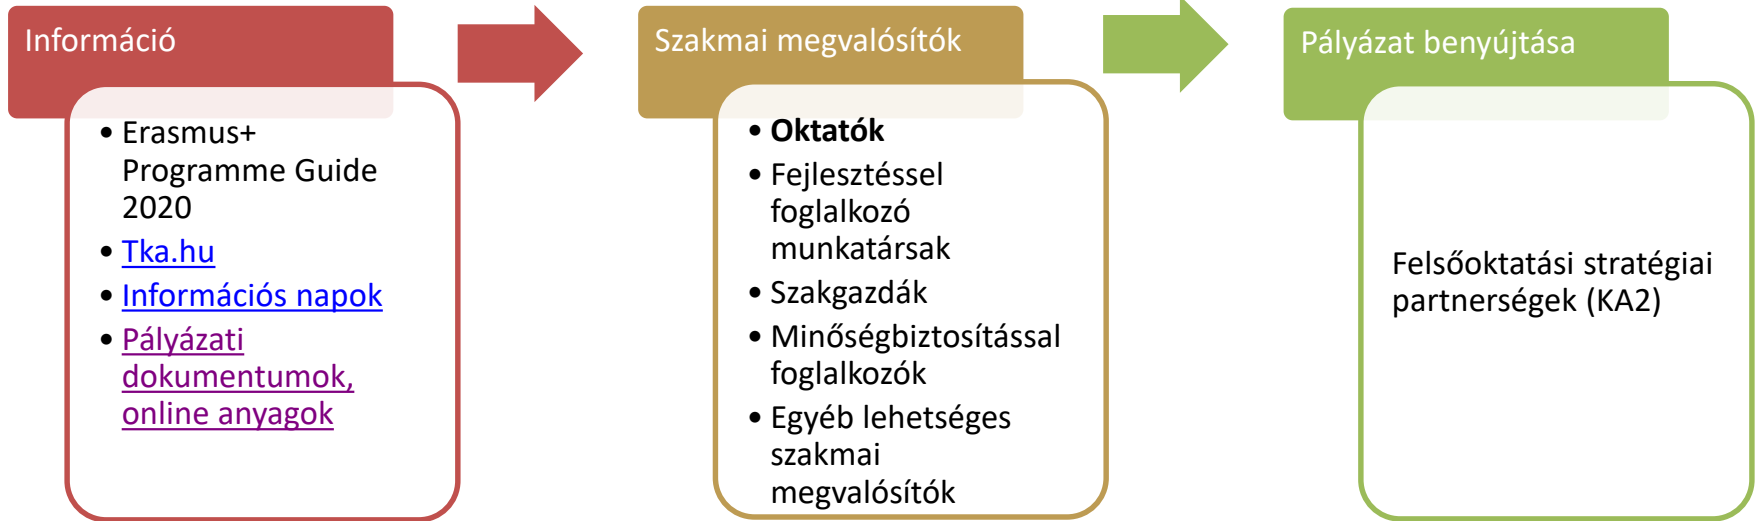 Információ
• Erasmus+
Programme Guide
2020
• Tka.hu
• Információs napok
• Pályázati
dokumentumok,
online anyagok
Szakmai megvalósítók
• Oktatók
• Fejlesztéssel
foglalkozó
munkatársak
• Szakgazdák
• Minőségbiztosítással
foglalkozók
• Egyéb lehetséges
szakmai
megvalósítók
Pályázat benyújtása
Felsőoktatási stratégiai
partnerségek (KA2)